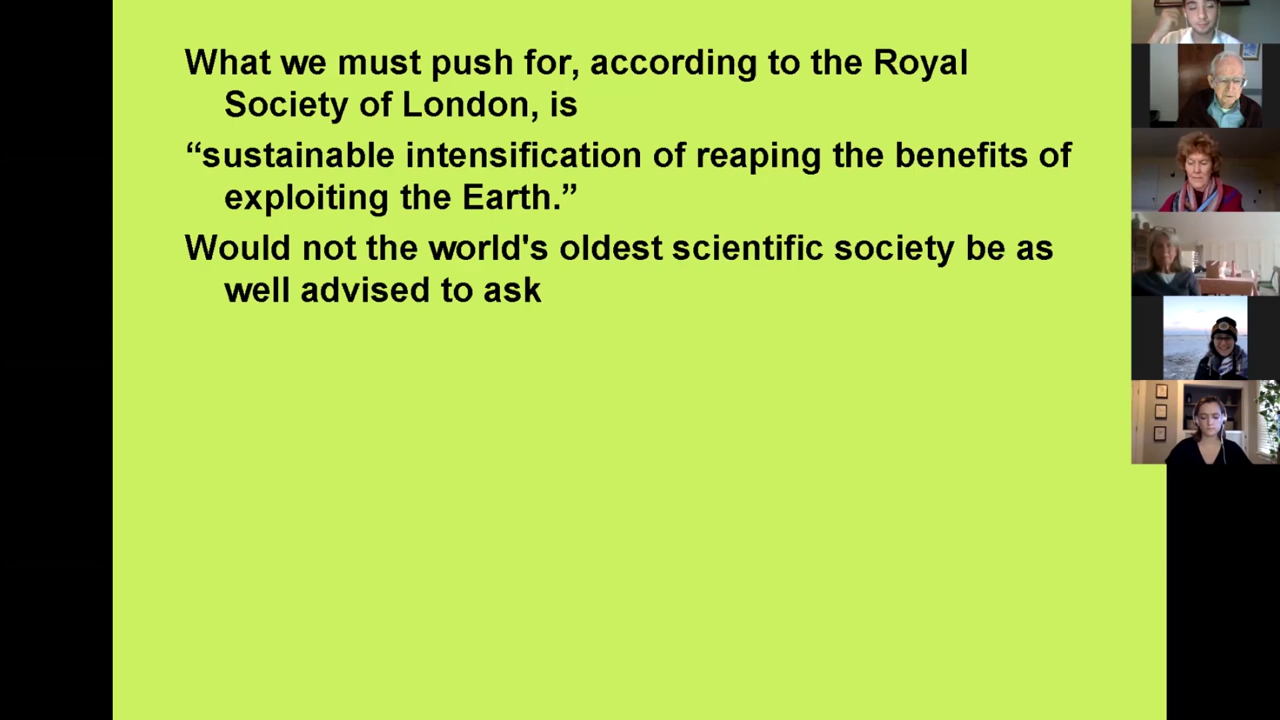 What we must push for, according to the Royal
Society of London, is
“sustainable intensification of reaping the benefits of
exploiting the Earth.”
Would not the world's oldest scientific society be as
well advised to ask